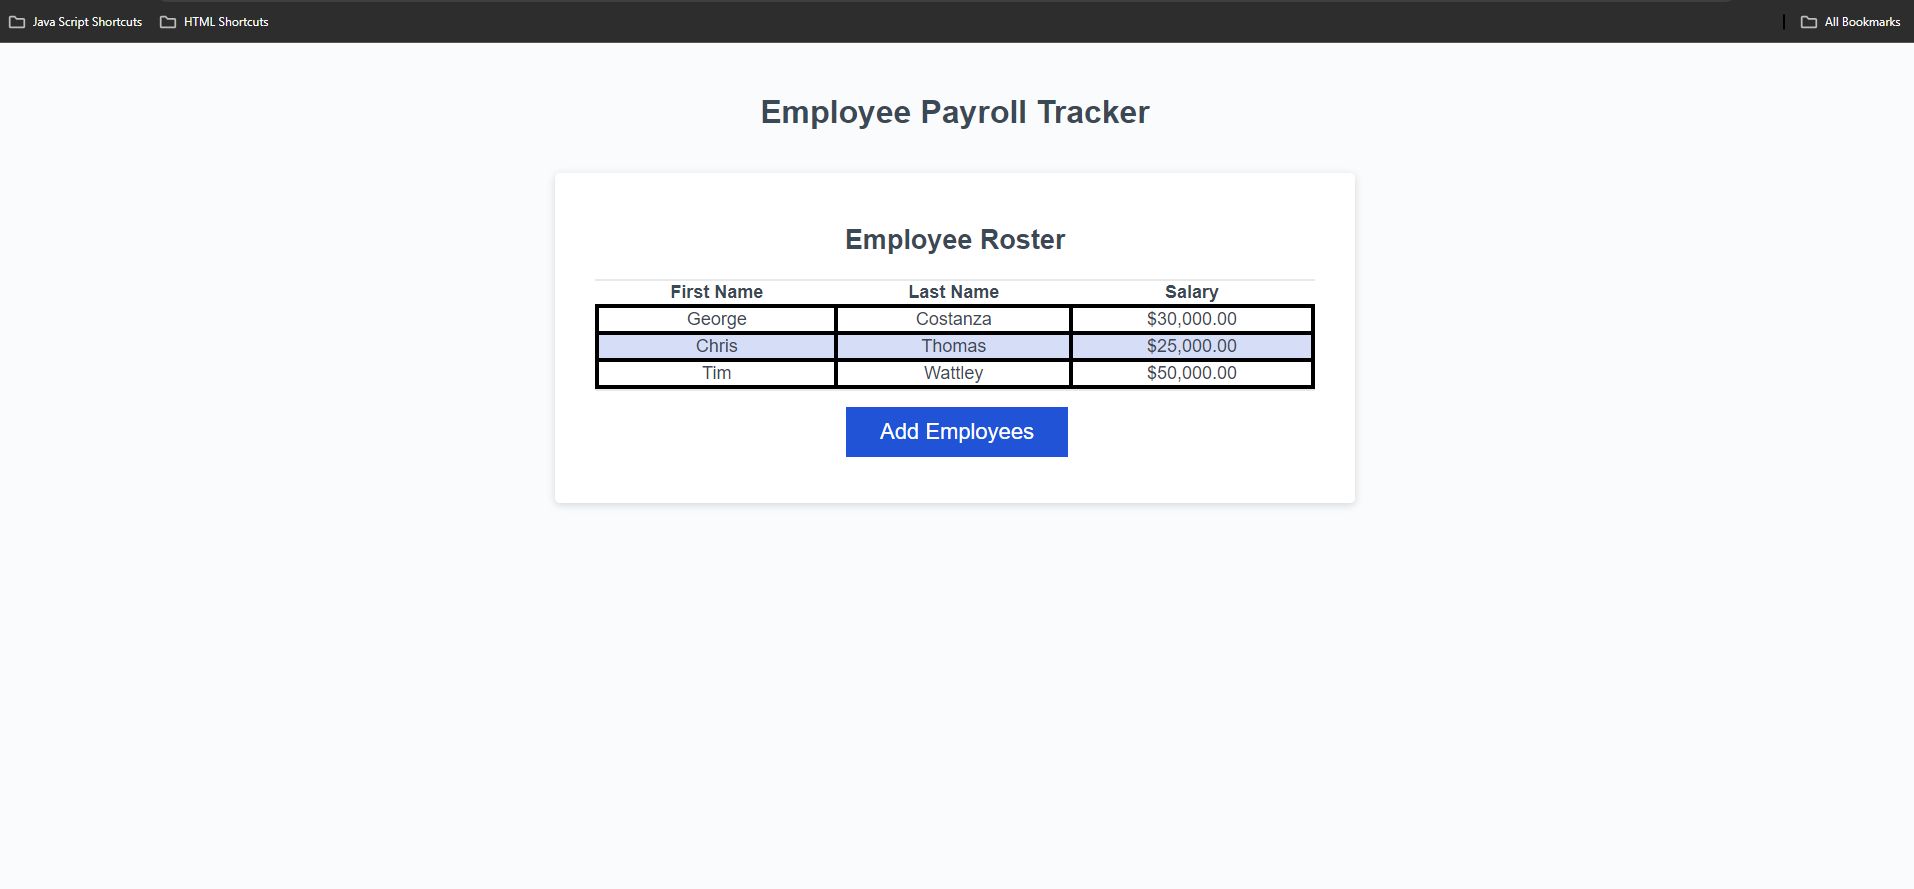 Java Script Shortcuts HTML Shortcuts All Bookmarks
Employee Payroll Tracker
Employee Roster
First Name Last Name Salary
George Costanza $30,000.00
Chris Thomas $25,000.00
Tim Wattley $50,000.00
Add Employees